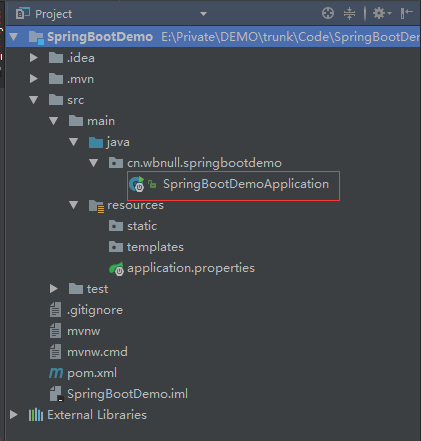 Project
SpringBootDemo E:\Private\DEMO\trunk\Code\SpringBootDem
.idea
.mvn
src
main
java
cn.wbnull.springbootdemo
SpringBootDemoApplication
resources
static
templates
application.properties
test
.gitignore
mvnw
mvnw.cmd
pom.xml
SpringBootDemo.iml
External Libraries